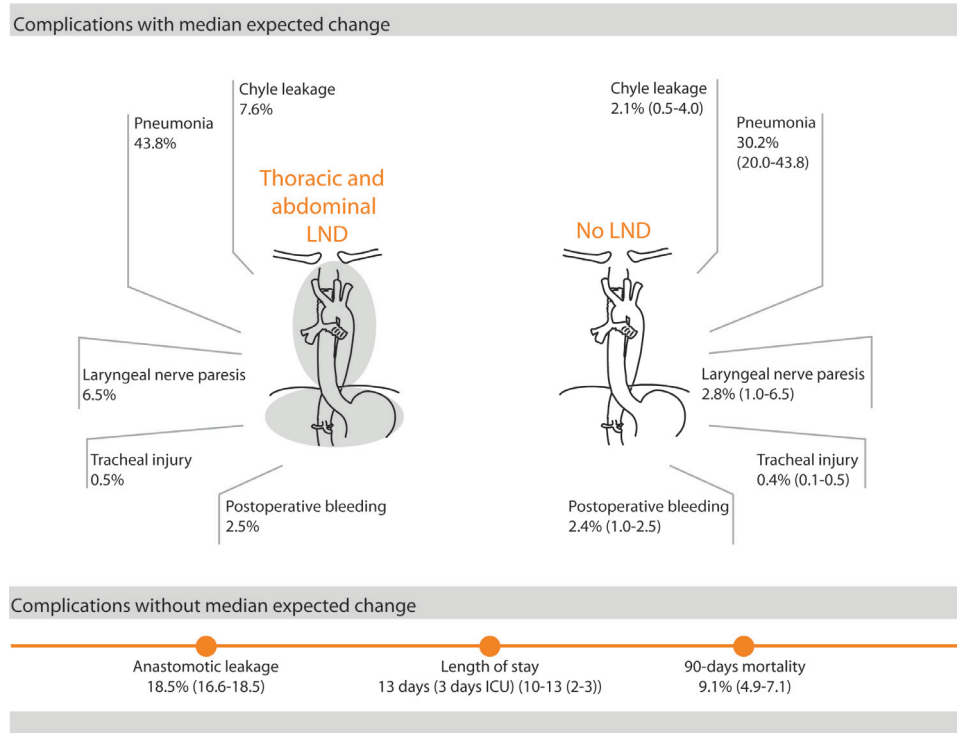 Complications with median expected change
Chyle leakage
7.6%
Pneumonia
43.8%
Thoracic and
abdominal
LND
Laryngeal nerve paresis
6.5%
Tracheal injury
0.5%
Postoperative bleeding
2.5%
Chyle leakage
2.1% (0.5-4.0)
Pneumonia
30.2%
(20.0-43.8)
No LND
Laryngeal nerve paresis
2.8% (1.0-6.5)
Tracheal injury
0.4% (0.1-0.5)
Postoperative bleeding
2.4% (1.0-2.5)
Complications without median expected change
Anastomotic leakage
18.5% (16.6-18.5)
Length of stay
13 days (3 days ICU) (10-13 (2-3))
90-days mortality
9.1% (4.9-7.1)